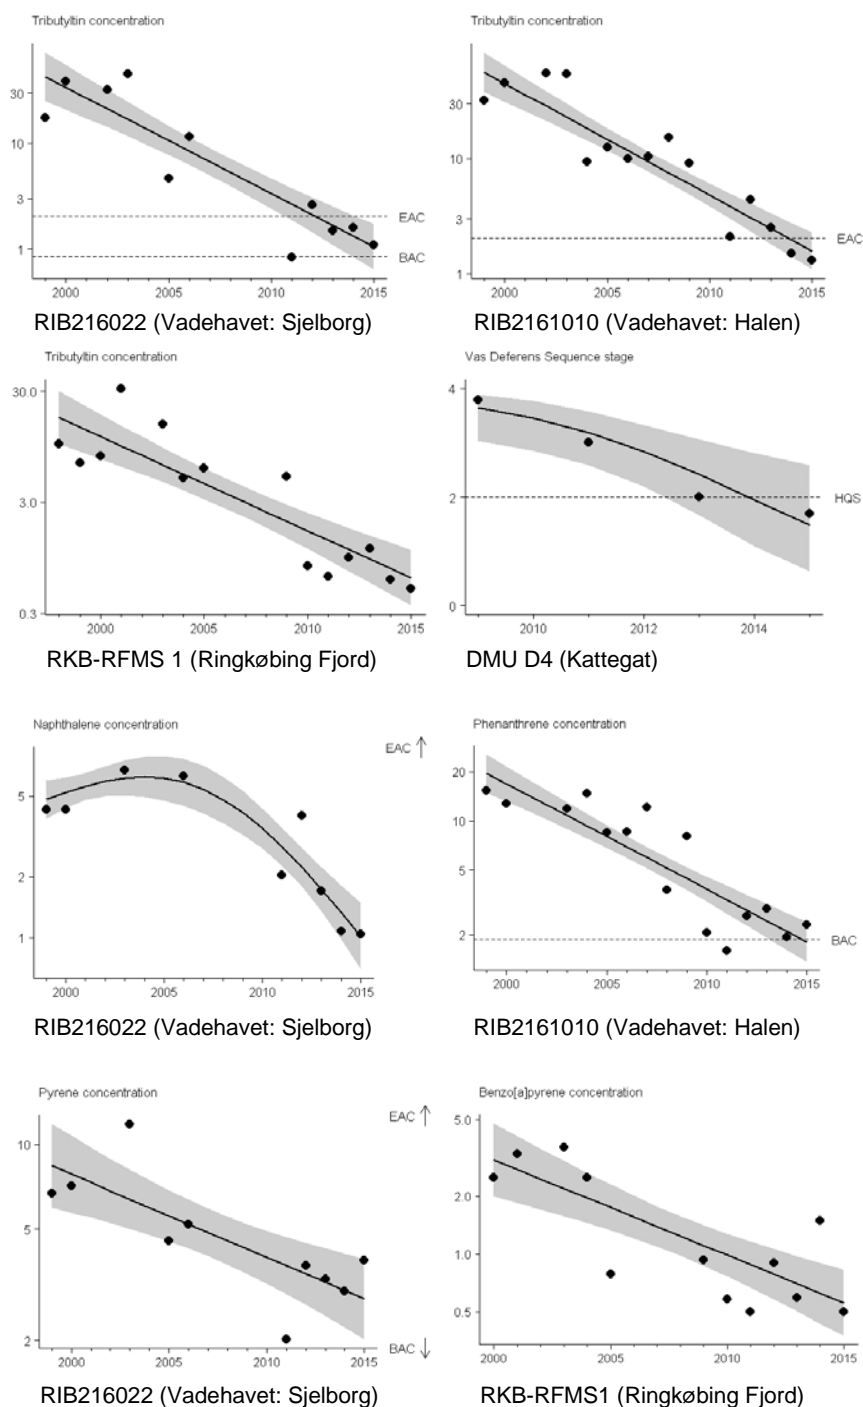 Tributyltin concentration
30
10
3
1
EAC
BAC
2000 2005 2010 2015
RIB216022 (Vadehavet: Sjelborg)
Tributyltin concentration
30
10
3
1
EAC
2000 2005 2010 2015
RIB2161010 (Vadehavet: Halen)
Tributyltin concentration
30.0
3.0
0.3
2000 2005 2010 2015
RKB-RFMS 1 (Ringkøbing Fjord)
Vas Deferens Sequence stage
4
2
0
HQS
2010 2012 2014
DMU D4 (Kattegat)
Naphthalene concentration
EAC ↑
5
2
1
2000 2005 2010 2015
RIB216022 (Vadehavet: Sjelborg)
Phenanthrene concentration
20
10
5
2
BAC
2000 2005 2010 2015
RIB2161010 (Vadehavet: Halen)
Pyrene concentration
EAC ↑
10
5
2
BAC ↓
2000 2005 2010 2015
RIB216022 (Vadehavet: Sjelborg)
Benzo[a]pyrene concentration
5.0
2.0
1.0
0.5
2000 2005 2010 2015
RKB-RFMS1 (Ringkøbing Fjord)